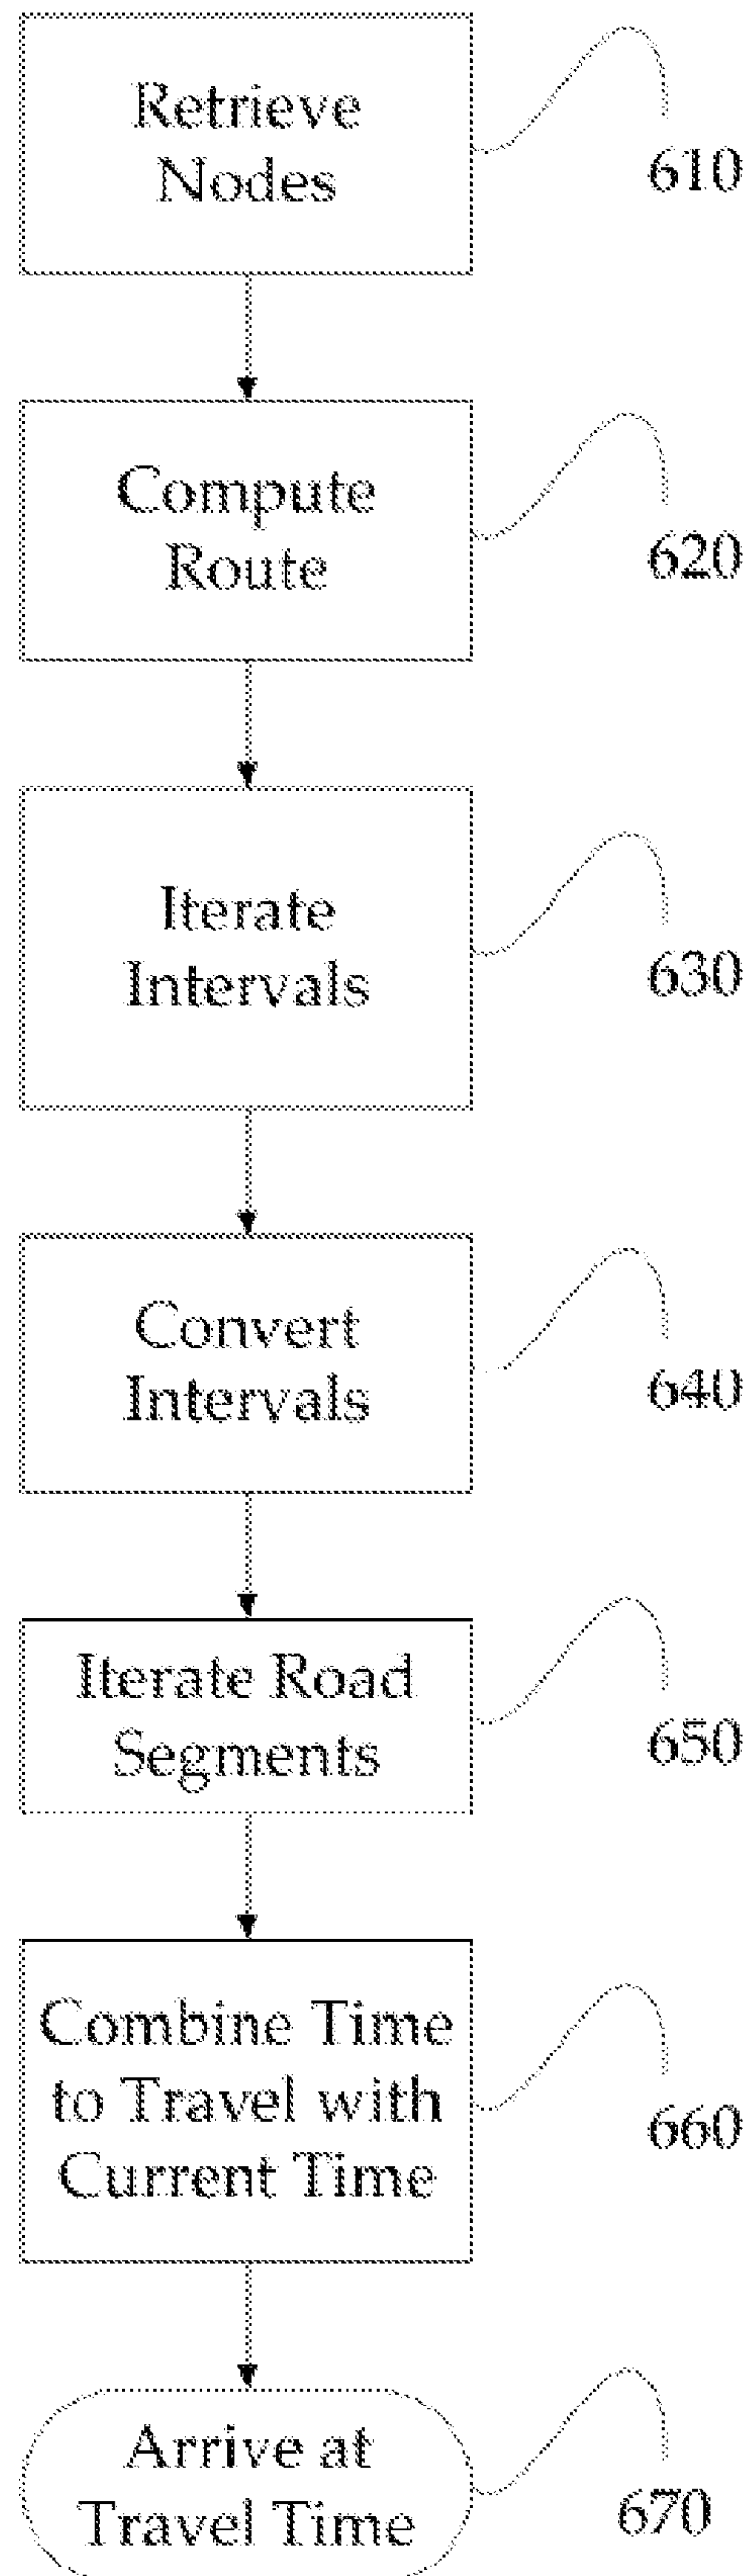 Retrieve
Nodes
610
Compute
Route
620
Iterate
Intervals
630
Convert
Intervals
640
Iterate Road
Segments
650
Combine Time
to Travel with
Current Time
660
Arrive at
Travel Time
670